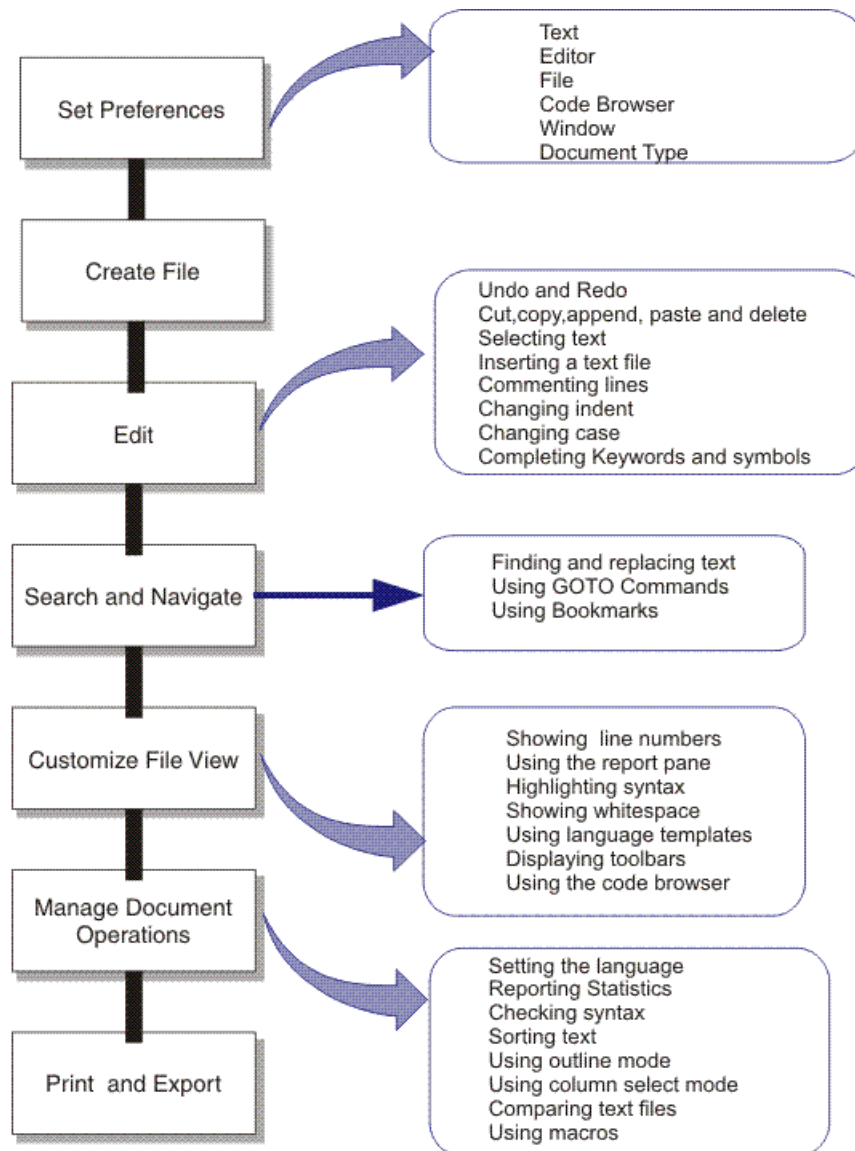 Set Preferences
Text
Editor
File
Code Browser
Window
Document Type
Create File
Edit
Undo and Redo
Cut,copy,append, paste and delete
Selecting text
Inserting a text file
Commenting lines
Changing indent
Changing case
Completing Keywords and symbols
Search and Navigate
Finding and replacing text
Using GOTO Commands
Using Bookmarks
Customize File View
Showing line numbers
Using the report pane
Highlighting syntax
Showing whitespace
Using language templates
Displaying toolbars
Using the code browser
Manage Document
Operations
Setting the language
Reporting Statistics
Checking syntax
Sorting text
Using outline mode
Using column select mode
Comparing text files
Using macros
Print and Export